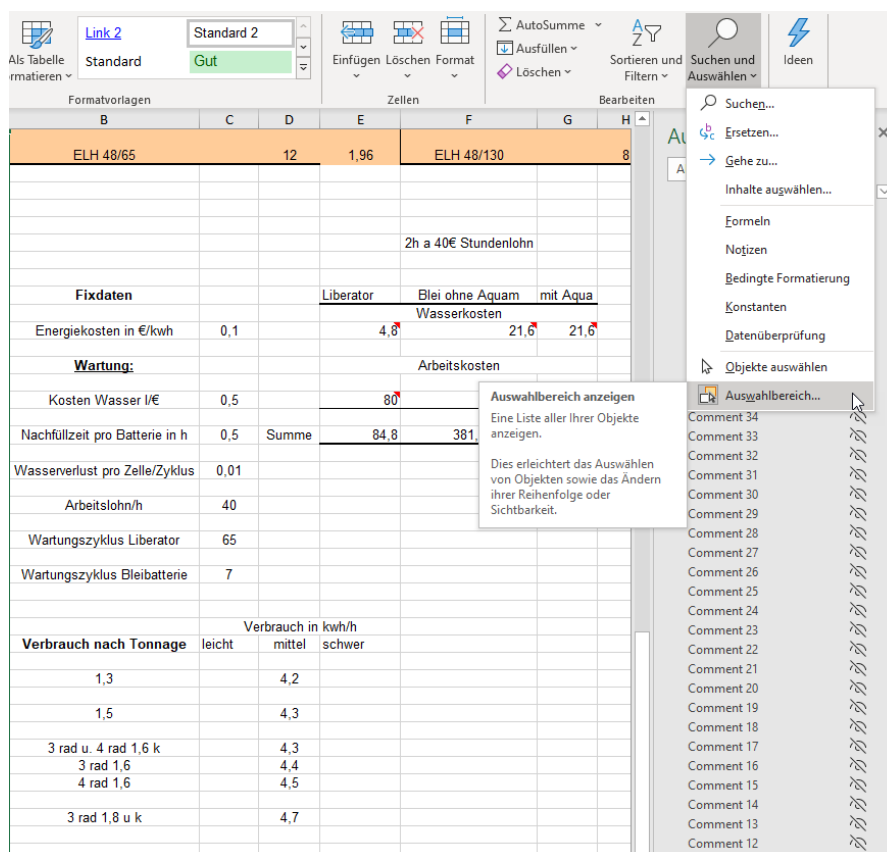 Link 2
Standard 2
AutoSumme
Als Tabelle
Standard
Gut
Einfügen Löschen Format
Ausfüllen
Sortieren und
Suchen und
Ideen
rmatieren
Löschen
Filtern
Auswählen
Formatvorlagen
Zellen
Bearbeiten
Suchen...
B C D E F G H
Au
Ersetzen...
ELH 48/65 12 1,96 ELH 48/130 8
A
Gehe zu...
Inhalte auswählen...
Formeln
2h a 40€ Stundenlohn
Notizen
Bedingte Formatierung
Fixdaten Liberator Blei ohne Aquam mit Aqua
Konstanten
Wasserkosten
Energiekosten in €/kwh 0,1 4,8 21,6 21,6
Datenüberprüfung
Wartung: Arbeitskosten
Objekte auswählen
Kosten Wasser l/€ 0,5 80
Auswahlbereich...
Auswahlbereich anzeigen
Eine Liste aller Ihrer Objekte
anzeigen.
Dies erleichtert das Auswählen
von Objekten sowie das Ändern
ihrer Reihenfolge oder
Sichtbarkeit.
Nachfüllzeit pro Batterie in h 0,5 Summe 84,8 381,
Wasserverlust pro Zelle/Zyklus 0,01
Arbeitslohn/h 40
Wartungszyklus Liberator 65
Wartungszyklus Bleibatterie 7
Verbrauch in kwh/h
Verbrauch nach Tonnage leicht mittel schwer
1,3 4,2
1,5 4,3
3 rad u. 4 rad 1,6 k 4,3
3 rad 1,6 4,4
4 rad 1,6 4,5
3 rad 1,8 u k 4,7
Comment 34
Comment 33
Comment 32
Comment 31
Comment 30
Comment 29
Comment 28
Comment 27
Comment 26
Comment 25
Comment 24
Comment 23
Comment 22
Comment 21
Comment 20
Comment 19
Comment 18
Comment 17
Comment 16
Comment 15
Comment 14
Comment 13
Comment 12